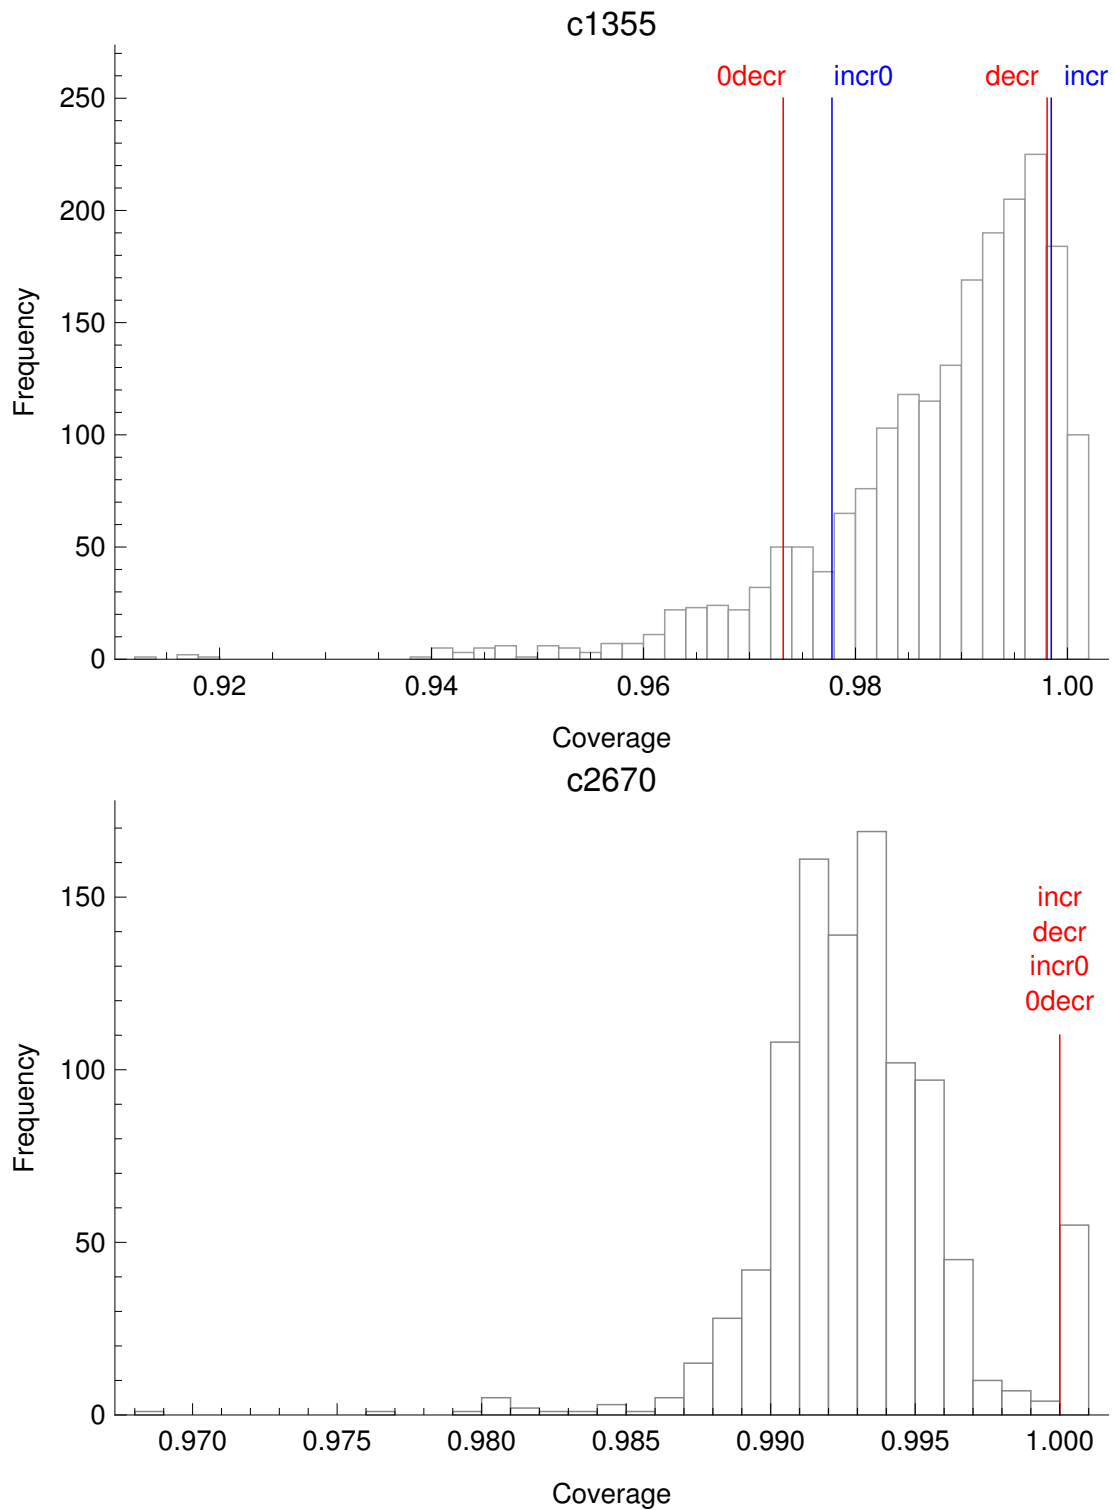 c1355
0decr incr0 decr incr
250
200
150
100
50
0
Frequency
0.92 0.94 0.96 0.98 1.00
Coverage
c2670
150
100
50
0
Frequency
incr
decr
incr0
0decr
0.970 0.975 0.980 0.985 0.990 0.995 1.000
Coverage